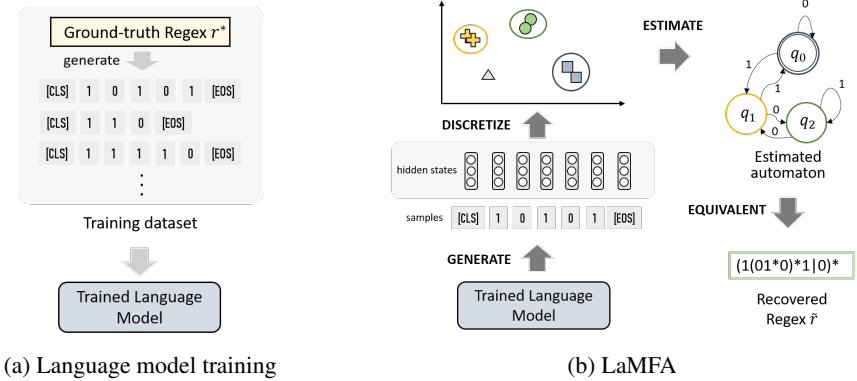 Ground-truth Regex r*
generate
[CLS] 1 0 1 0 1 [EOS]
[CLS] 1 1 0 [EOS]
[CLS] 1 1 1 1 0 [EOS]
Training dataset
Trained Language
Model
(a) Language model training
DISCRETIZE
hidden states
samples [CLS] 1 0 1 0 1 [EOS]
GENERATE
Trained Language
Model
ESTIMATE
0
q0
1
1
q1
0
0
q2
1
Estimated
automaton
EQUIVALENT
(1(01*0)*1|0)*
Recovered
Regex r̃
(b) LaMFA